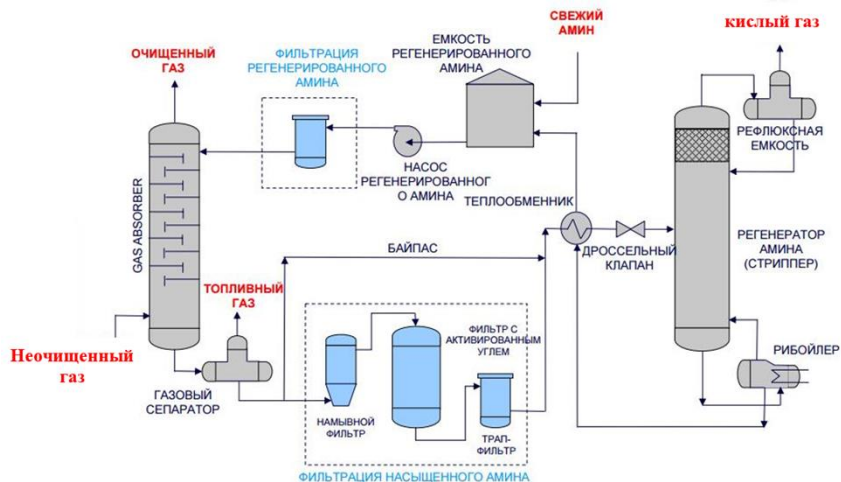 СВЕЖИЙ
АМИН
кислый газ
ОЧИЩЕННЫЙ
ГАЗ
ФИЛЬТРАЦИЯ
РЕГЕНЕРИРОВАННОГО
АМИНА
ЕМКОСТЬ
РЕГЕНЕРИРОВАННОГО
АМИНА
РЕФЛЮКСНАЯ
ЕМКОСТЬ
НАСОС
РЕГЕНЕРИРОВАННОГ
О АМИНА
ТЕПЛООБМЕННИК
GAS ABSORBER
ДРОССЕЛЬНЫЙ
КЛАПАН
РЕГЕНЕРАТОР
АМИНА
(СТРИППЕР)
БАЙПАС
ТОПЛИВНЫЙ
ГАЗ
Неочищенный
газ
ГАЗОВЫЙ
СЕПАРАТОР
ФИЛЬТР С
АКТИВИРОВАННЫМ
УГЛЕМ
РИБОЙЛЕР
НАМЫВНОЙ
ФИЛЬТР
ТРАП-
ФИЛЬТР
ФИЛЬТРАЦИЯ НАСЫЩЕННОГО АМИНА